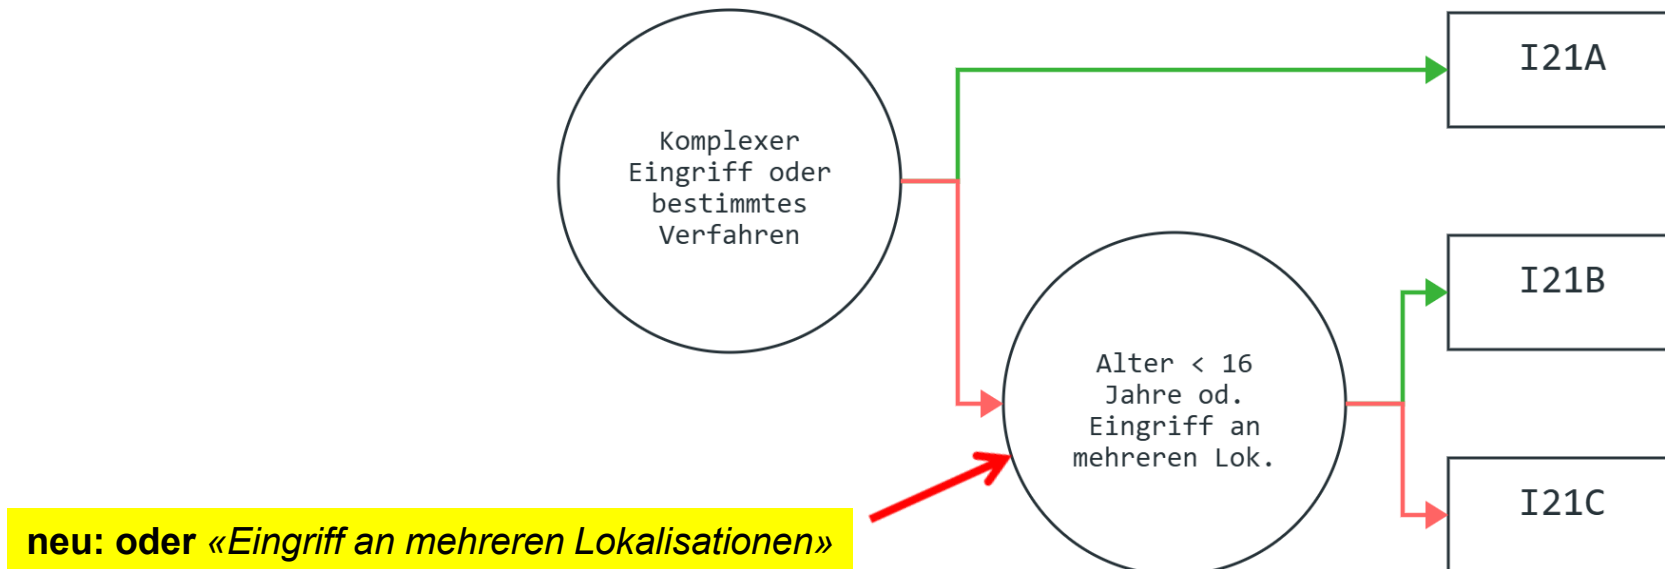 I21A
Komplexer
Eingriff oder
bestimmtes
Verfahren
I21B
Alter < 16
Jahre od.
Eingriff an
mehreren Lok.
I21C
neu: oder «Eingriff an mehreren Lokalisationen»